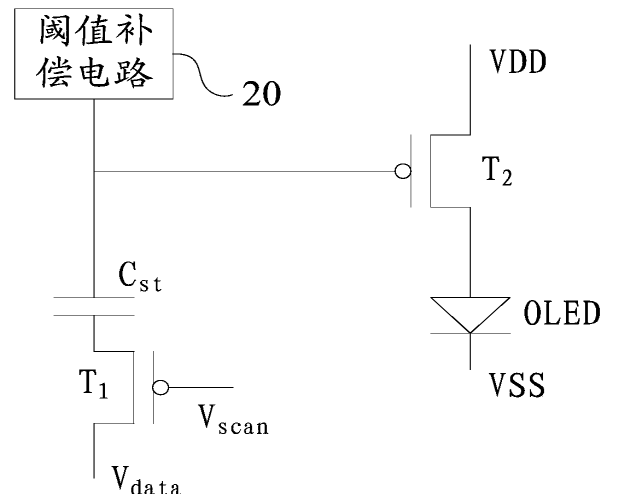 阈值补
偿电路
20
VDD
T2
Cst
OLED
T1
VSS
Vscan
Vdata